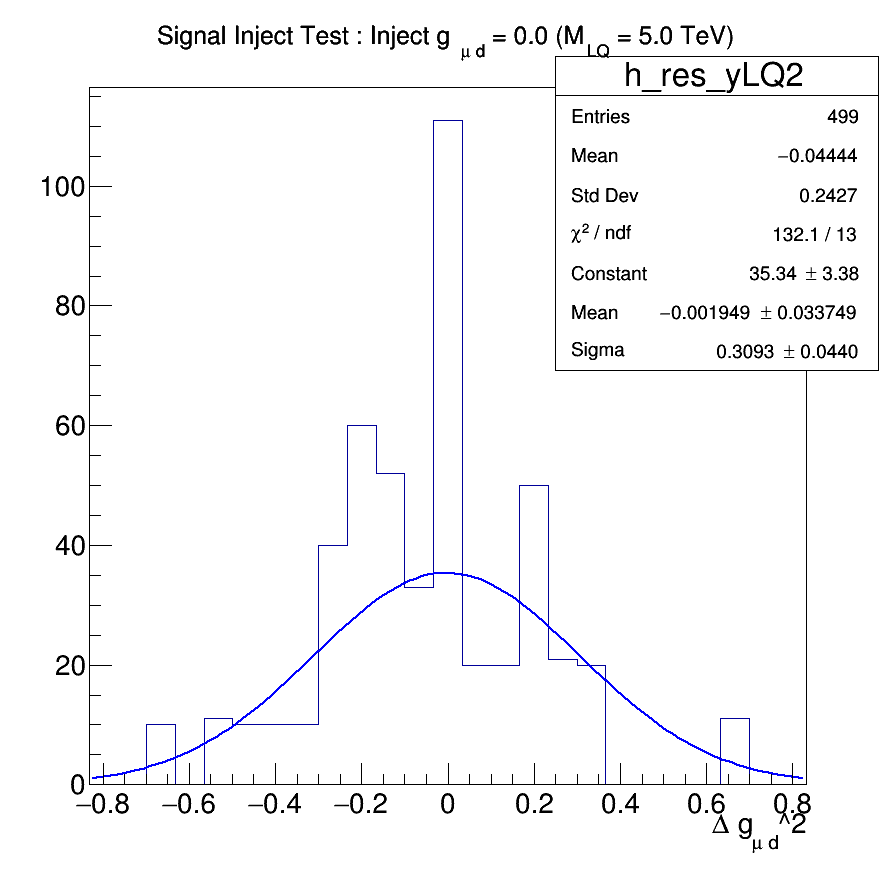 Signal Inject Test : Inject g μ d = 0.0 (M LQ = 5.0 TeV)
h_res_yLQ2
Entries 499
Mean −0.04444
Std Dev 0.2427
χ² / ndf 132.1 / 13
Constant 35.34 ± 3.38
Mean −0.001949 ± 0.033749
Sigma 0.3093 ± 0.0440
100
80
60
40
20
0
−0.8 −0.6 −0.4 −0.2 0 0.2 0.4 0.6 0.8
Δ g μ d ^2